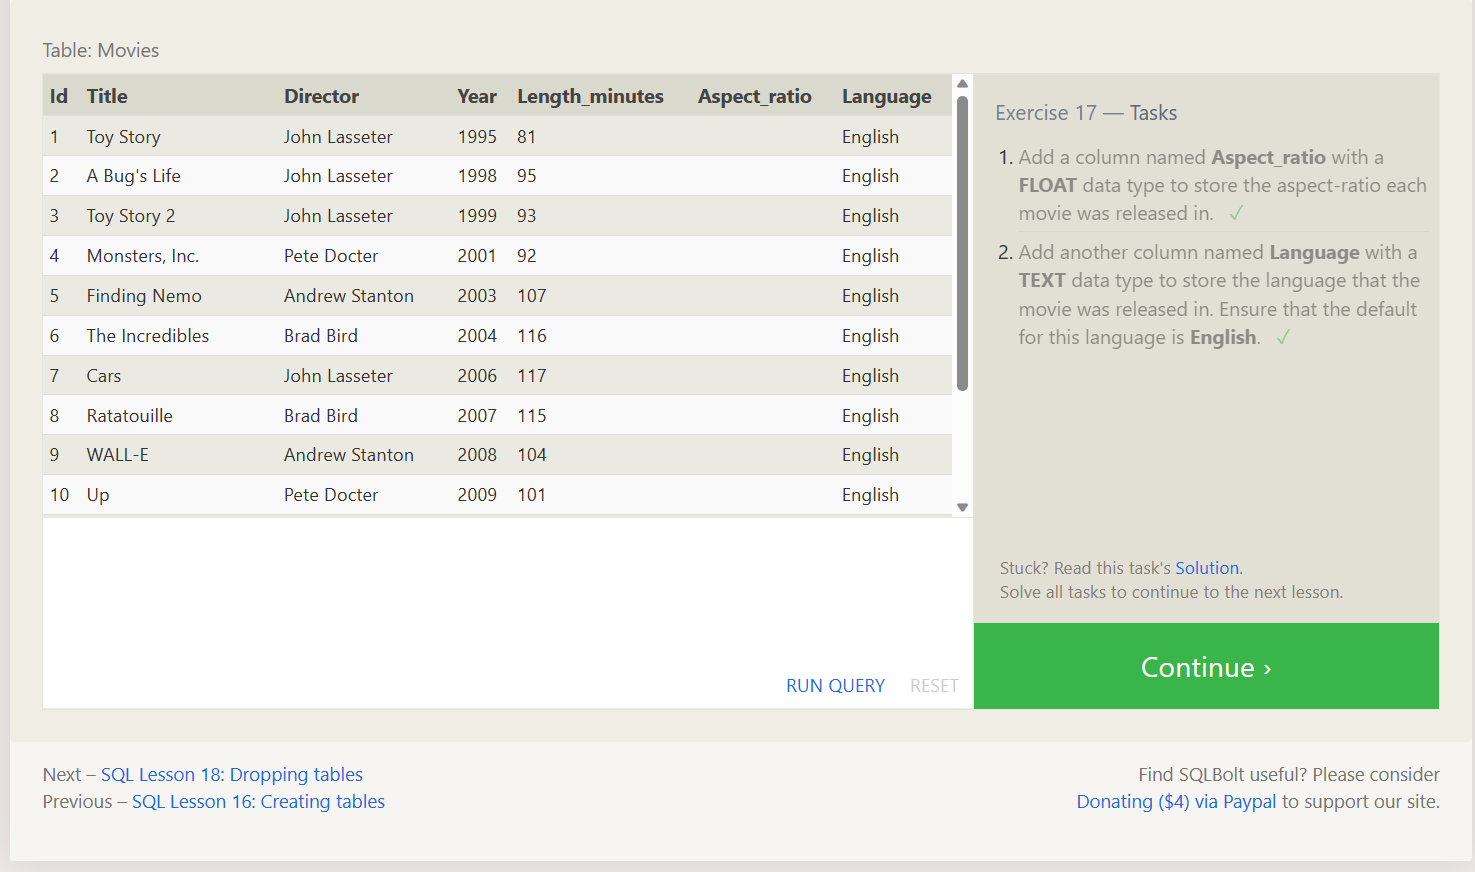 Table: Movies
Id Title Director Year Length_minutes Aspect_ratio Language
1 Toy Story John Lasseter 1995 81 English
2 A Bug's Life John Lasseter 1998 95 English
3 Toy Story 2 John Lasseter 1999 93 English
4 Monsters, Inc. Pete Docter 2001 92 English
5 Finding Nemo Andrew Stanton 2003 107 English
6 The Incredibles Brad Bird 2004 116 English
7 Cars John Lasseter 2006 117 English
8 Ratatouille Brad Bird 2007 115 English
9 WALL-E Andrew Stanton 2008 104 English
10 Up Pete Docter 2009 101 English
RUN QUERY RESET
Exercise 17 — Tasks
1. Add a column named Aspect_ratio with a
FLOAT data type to store the aspect-ratio each
movie was released in. ✓
2. Add another column named Language with a
TEXT data type to store the language that the
movie was released in. Ensure that the default
for this language is English. ✓
Stuck? Read this task's Solution.
Solve all tasks to continue to the next lesson.
Continue ›
Next – SQL Lesson 18: Dropping tables
Previous – SQL Lesson 16: Creating tables
Find SQLBolt useful? Please consider
Donating ($4) via Paypal to support our site.